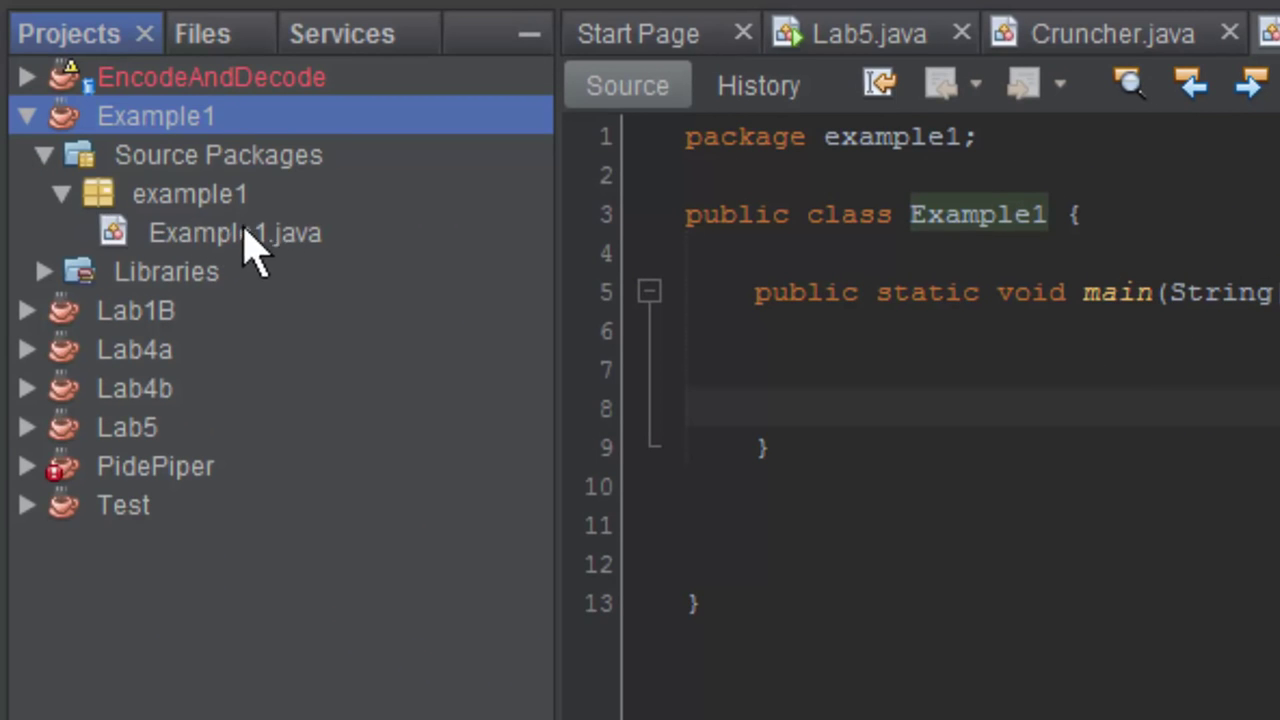 Projects Files Services
EncodeAndDecode
Example1
Source Packages
example1
Example1.java
Libraries
Lab1B
Lab4a
Lab4b
Lab5
PidePiper
Test
Start Page Lab5.java Cruncher.java
Source History
1 package example1;
2
3 public class Example1 {
4
5 public static void main(String
6
7
8
9 }
10
11
12
13 }